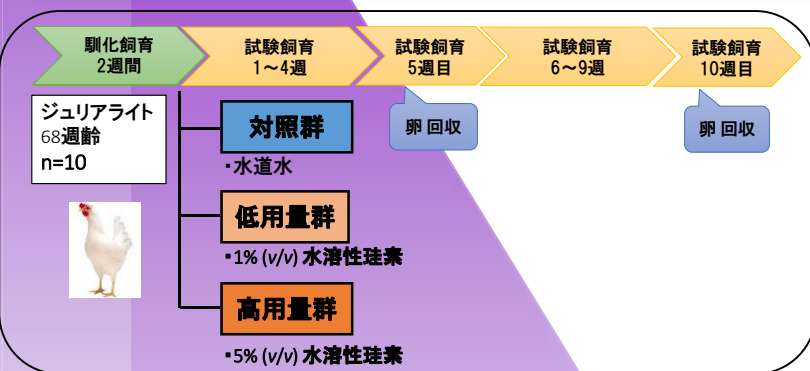 馴化飼育
2週間
試験飼育
1～4週
試験飼育
5週目
試験飼育
6～9週
試験飼育
10週目
ジュリアライト
68週齢
n=10
卵 回収
卵 回収
対照群
・水道水
低用量群
・1% (v/v) 水溶性珪素
高用量群
・5% (v/v) 水溶性珪素